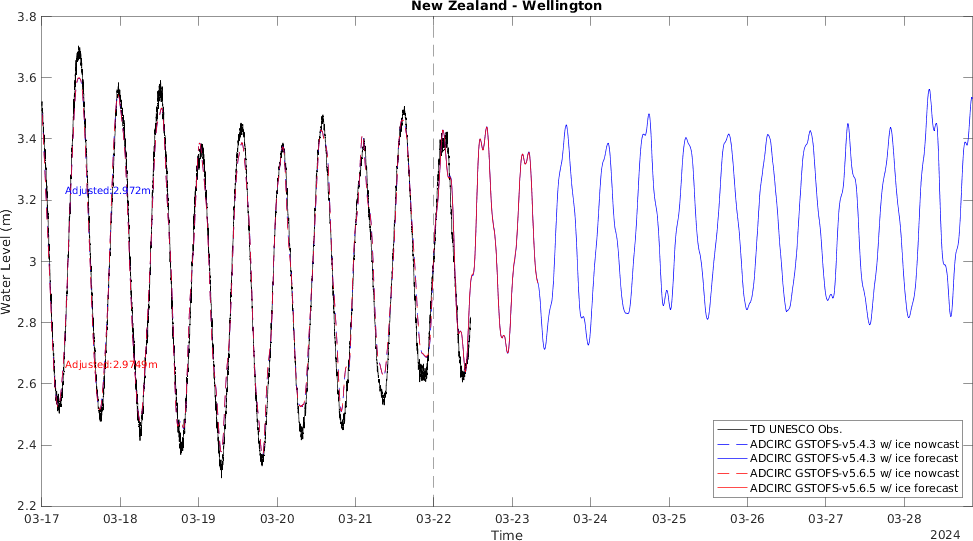 New Zealand - Wellington
3.8
3.6
3.4
3.2
3
2.8
2.6
2.4
2.2
Water Level (m)
Adjusted:2.972m
Adjusted:2.9749m
TD UNESCO Obs.
ADCIRC GSTOFS-v5.4.3 w/ ice nowcast
ADCIRC GSTOFS-v5.4.3 w/ ice forecast
ADCIRC GSTOFS-v5.6.5 w/ ice nowcast
ADCIRC GSTOFS-v5.6.5 w/ ice forecast
03-17 03-18 03-19 03-20 03-21 03-22 03-23 03-24 03-25 03-26 03-27 03-28
Time
2024